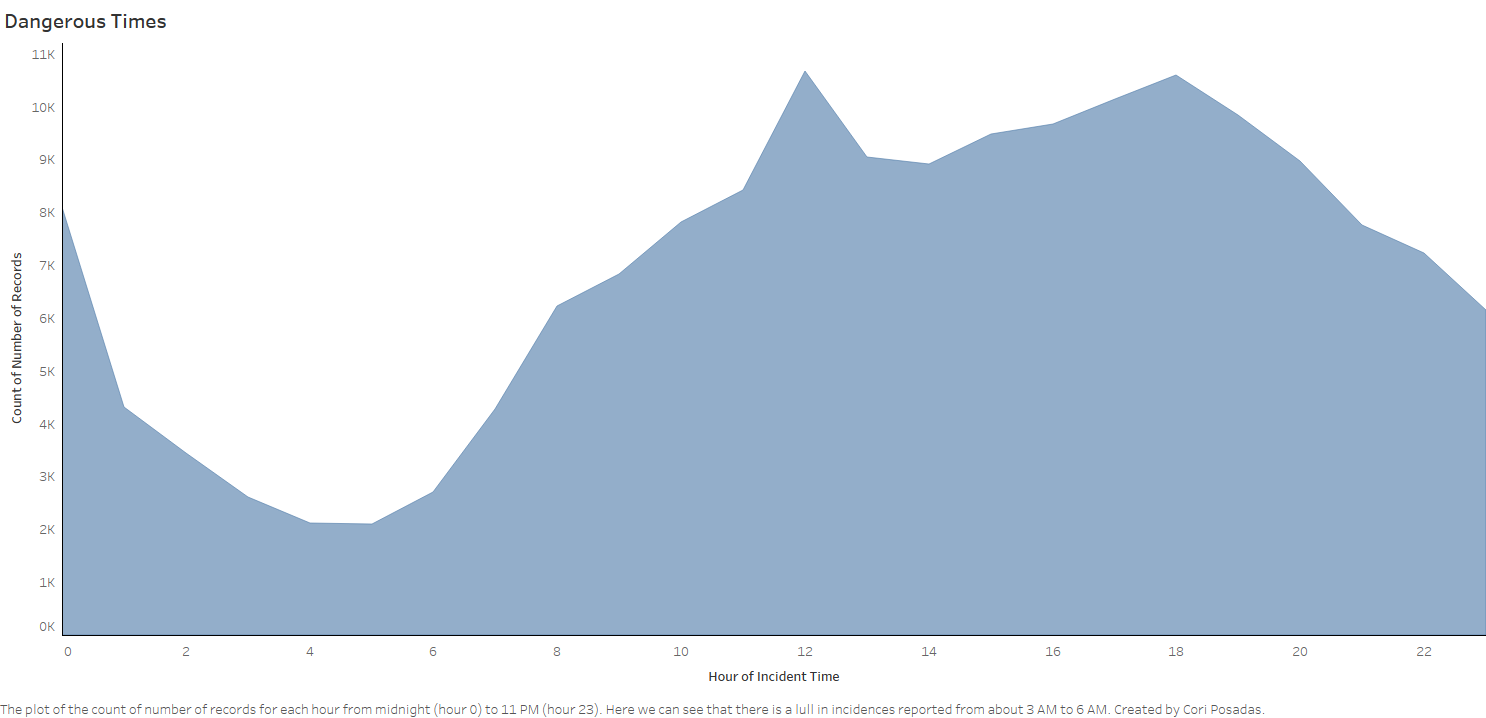 Dangerous Times
11K
10K
9K
8K
7K
6K
5K
4K
3K
2K
1K
0K
Count of Number of Records
0 2 4 6 8 10 12 14 16 18 20 22
Hour of Incident Time
The plot of the count of number of records for each hour from midnight (hour 0) to 11 PM (hour 23). Here we can see that there is a lull in incidences reported from about 3 AM to 6 AM. Created by Cori Posadas.